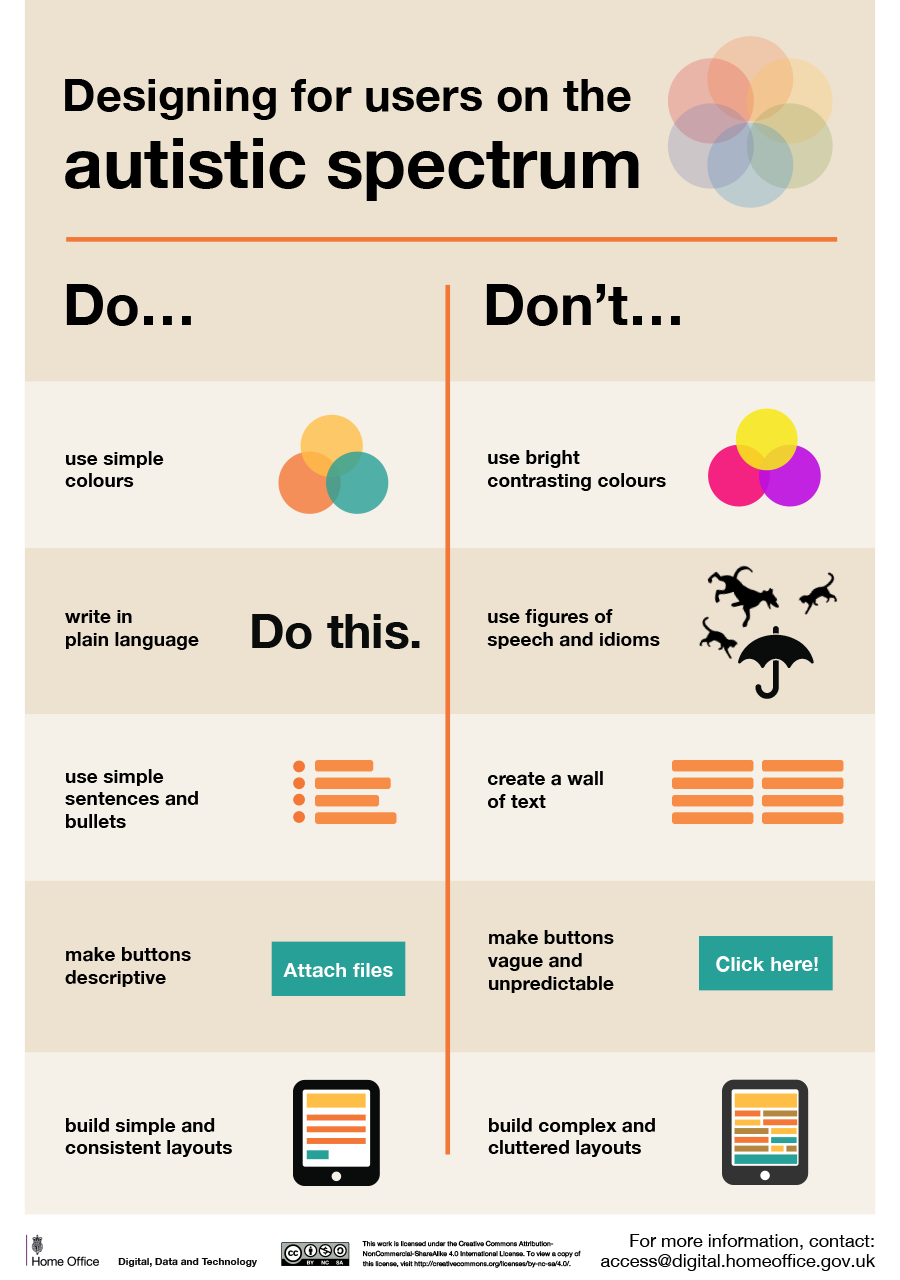 Designing for users on the
autistic spectrum
Do…
Don’t…
use simple
colours
use bright
contrasting colours
write in
plain language
Do this.
use figures of
speech and idioms
use simple
sentences and
bullets
create a wall
of text
make buttons
descriptive
Attach files
make buttons
vague and
unpredictable
Click here!
build simple and
consistent layouts
build complex and
cluttered layouts
Home Office
Digital, Data and Technology
cc
BY NC SA
This work is licensed under the Creative Commons Attribution-
NonCommercial-ShareAlike 4.0 International License. To view a copy of
this license, visit http://creativecommons.org/licenses/by-nc-sa/4.0/.
For more information, contact:
access@digital.homeoffice.gov.uk